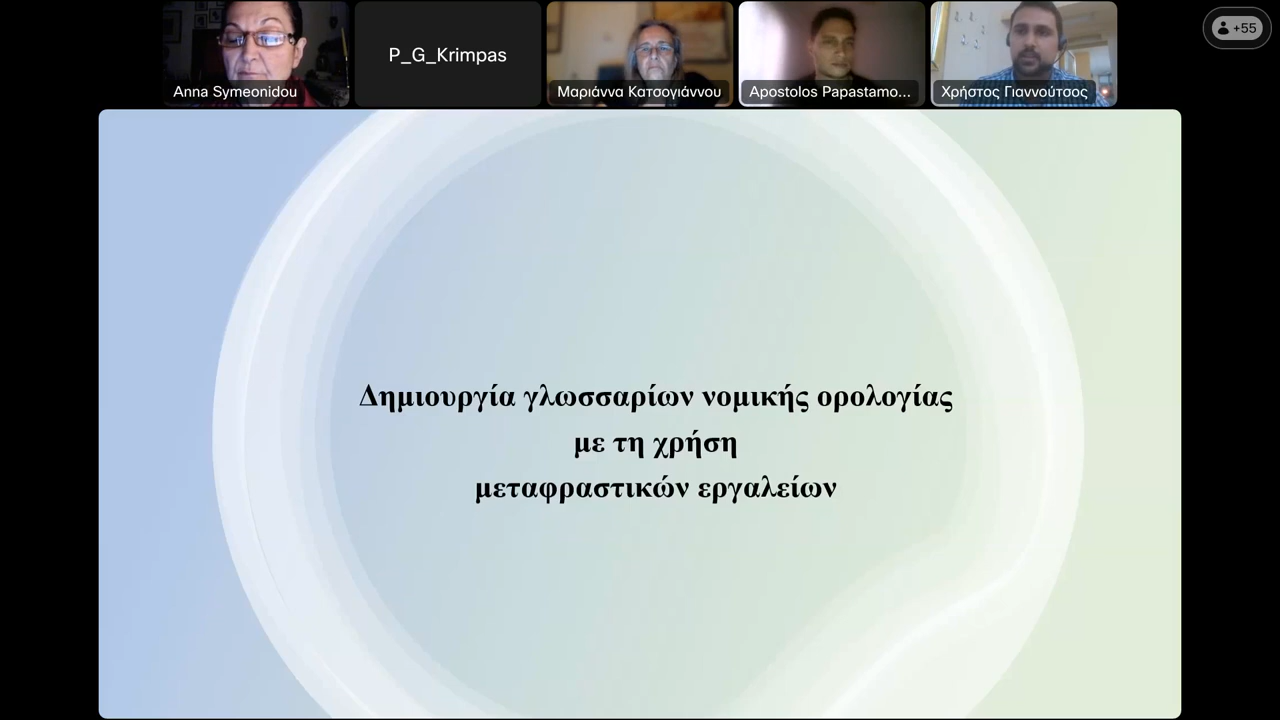 P_G_Krimpas
Anna Symeonidou
Μαριάννα Κατσογιάννου
Apostolos Papastamo...
Χρήστος Γιαννούτσος
+55
Δημιουργία γλωσσαρίων νομικής ορολογίας
με τη χρήση
μεταφραστικών εργαλείων